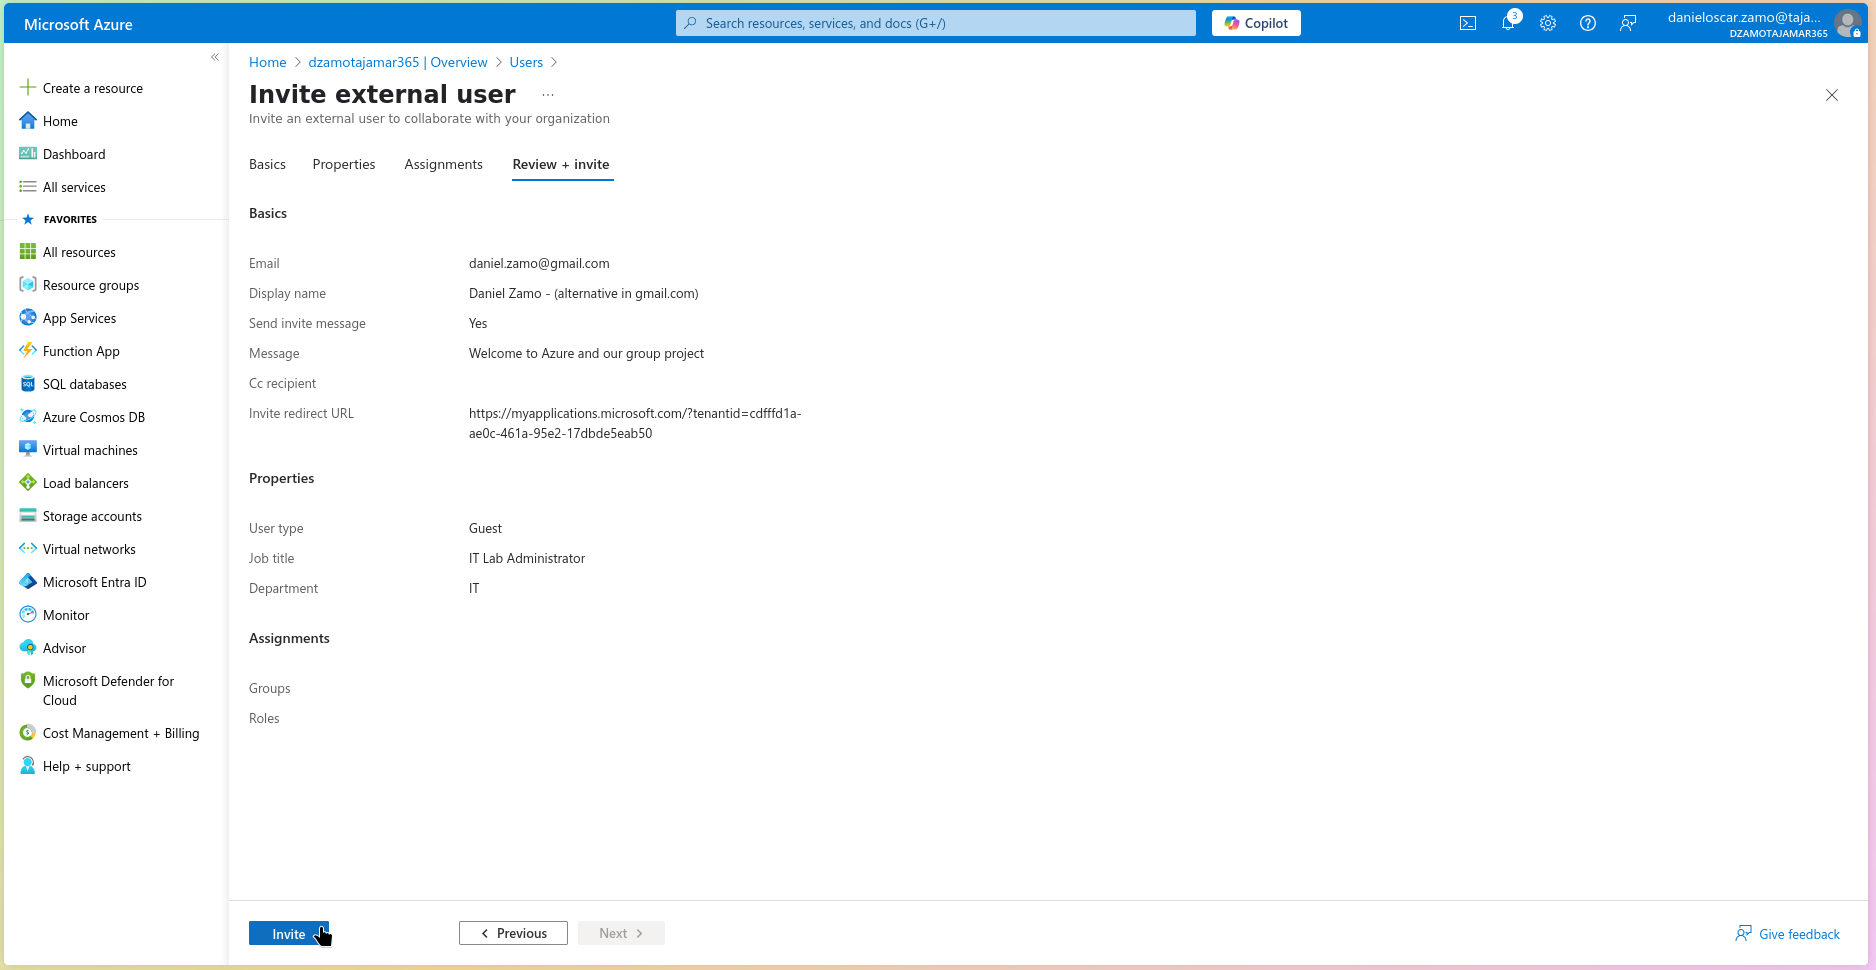 Microsoft Azure
Search resources, services, and docs (G+/)
Copilot
3
danieloscar.zamo@taja...
DZAMOTAJAMAR365
Create a resource
Home
Dashboard
All services
FAVORITES
All resources
Resource groups
App Services
Function App
SQL databases
Azure Cosmos DB
Virtual machines
Load balancers
Storage accounts
Virtual networks
Microsoft Entra ID
Monitor
Advisor
Microsoft Defender for
Cloud
Cost Management + Billing
Help + support
Home > dzamotajamar365 | Overview > Users >
Invite external user ...
Invite an external user to collaborate with your organization
Basics Properties Assignments Review + invite
Basics
Email daniel.zamo@gmail.com
Display name Daniel Zamo - (alternative in gmail.com)
Send invite message Yes
Message Welcome to Azure and our group project
Cc recipient
Invite redirect URL https://myapplications.microsoft.com/?tenantid=cdfffd1a-
ae0c-461a-95e2-17dbde5eab50
Properties
User type Guest
Job title IT Lab Administrator
Department IT
Assignments
Groups
Roles
Invite < Previous Next >
Give feedback